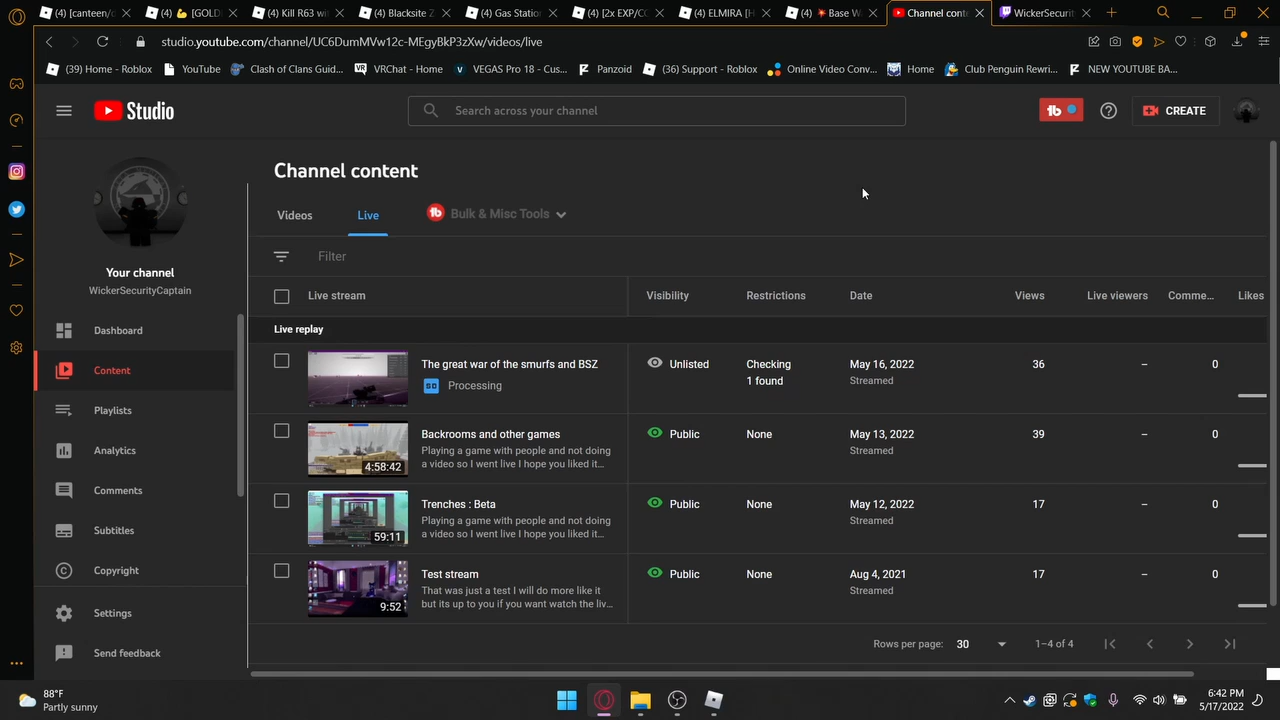 (4) [canteen/d
(4) 💪 [GOLD
(4) Kill R63 wi
(4) Blacksite Z
(4) Gas Station
(4) [2x EXP/CO
(4) ELMIRA [H
(4) 💥 Base W
Channel conte
WickerSecurit
studio.youtube.com/channel/UC6DumMVw12c-MEgyBkP3zXw/videos/live
(39) Home - Roblox
YouTube
Clash of Clans Guid...
VRChat - Home
VEGAS Pro 18 - Cus...
Panzoid
(36) Support - Roblox
Online Video Conv...
Home
Club Penguin Rewri...
NEW YOUTUBE BA...
Studio
Search across your channel
tb
CREATE
Channel content
Videos
Live
tb Bulk & Misc Tools
Your channel
WickerSecurityCaptain
Dashboard
Content
Playlists
Analytics
Comments
Subtitles
Copyright
Settings
Send feedback
Filter
Live stream
Visibility
Restrictions
Date
Views
Live viewers
Comme...
Likes
Live replay
The great war of the smurfs and BSZ
SD Processing
Unlisted
Checking
1 found
May 16, 2022
Streamed
36
–
0
Backrooms and other games
Playing a game with people and not doing
a video so I went live I hope you liked it...
4:58:42
Public
None
May 13, 2022
Streamed
39
–
0
Trenches : Beta
Playing a game with people and not doing
a video so I went live I hope you liked it...
59:11
Public
None
May 12, 2022
Streamed
17
–
0
Test stream
That was just a test I will do more like it
but its up to you if you want watch the liv...
9:52
Public
None
Aug 4, 2021
Streamed
17
–
0
Rows per page: 30
1–4 of 4
88°F
Partly sunny
6:42 PM
5/17/2022